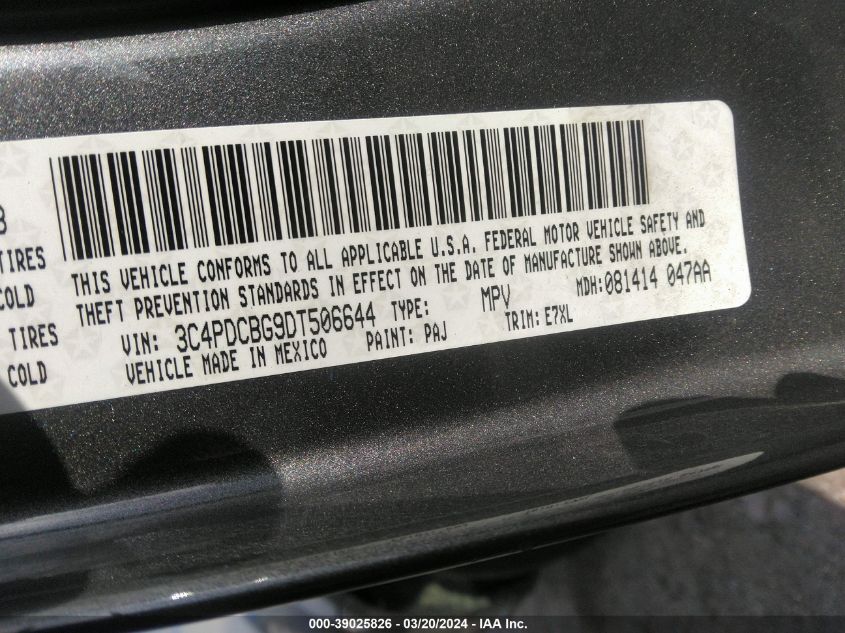 3
TIRES
COLD
TIRES
COLD
THIS VEHICLE CONFORMS TO ALL APPLICABLE U.S.A. FEDERAL MOTOR VEHICLE SAFETY AND
THEFT PREVENTION STANDARDS IN EFFECT ON THE DATE OF MANUFACTURE SHOWN ABOVE.
VIN: 3C4PDCBG9DT506644 TYPE: MPV MDH:081414 047AA
VEHICLE MADE IN MEXICO PAINT: PAJ TRIM: E7XL
000-39025826 - 03/20/2024 - IAA Inc.